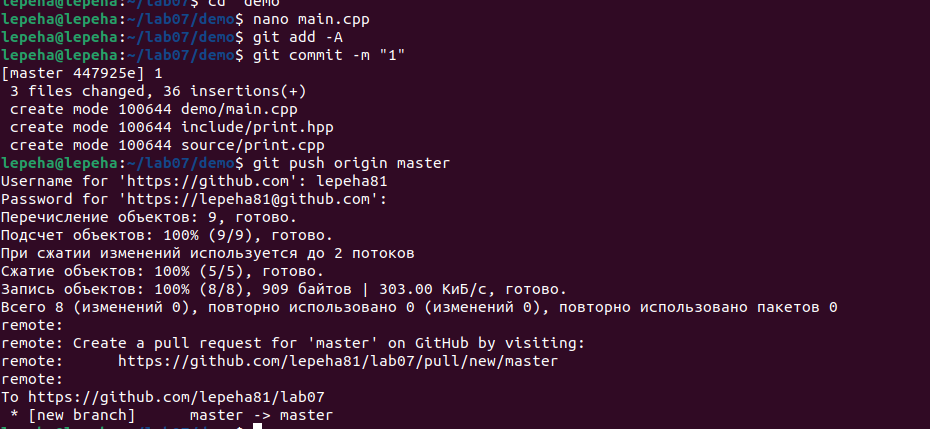 lepeha@lepeha:~/lab07$ cd demo
lepeha@lepeha:~/lab07/demo$ nano main.cpp
lepeha@lepeha:~/lab07/demo$ git add -A
lepeha@lepeha:~/lab07/demo$ git commit -m "1"
[master 447925e] 1
 3 files changed, 36 insertions(+)
 create mode 100644 demo/main.cpp
 create mode 100644 include/print.hpp
 create mode 100644 source/print.cpp
lepeha@lepeha:~/lab07/demo$ git push origin master
Username for 'https://github.com': lepeha81
Password for 'https://lepeha81@github.com':
Перечисление объектов: 9, готово.
Подсчет объектов: 100% (9/9), готово.
При сжатии изменений используется до 2 потоков
Сжатие объектов: 100% (5/5), готово.
Запись объектов: 100% (8/8), 909 байтов | 303.00 КиБ/с, готово.
Всего 8 (изменений 0), повторно использовано 0 (изменений 0), повторно использовано пакетов 0
remote:
remote: Create a pull request for 'master' on GitHub by visiting:
remote:      https://github.com/lepeha81/lab07/pull/new/master
remote:
To https://github.com/lepeha81/lab07
 * [new branch]      master -> master
lepeha@lepeha:~/lab07/demo$